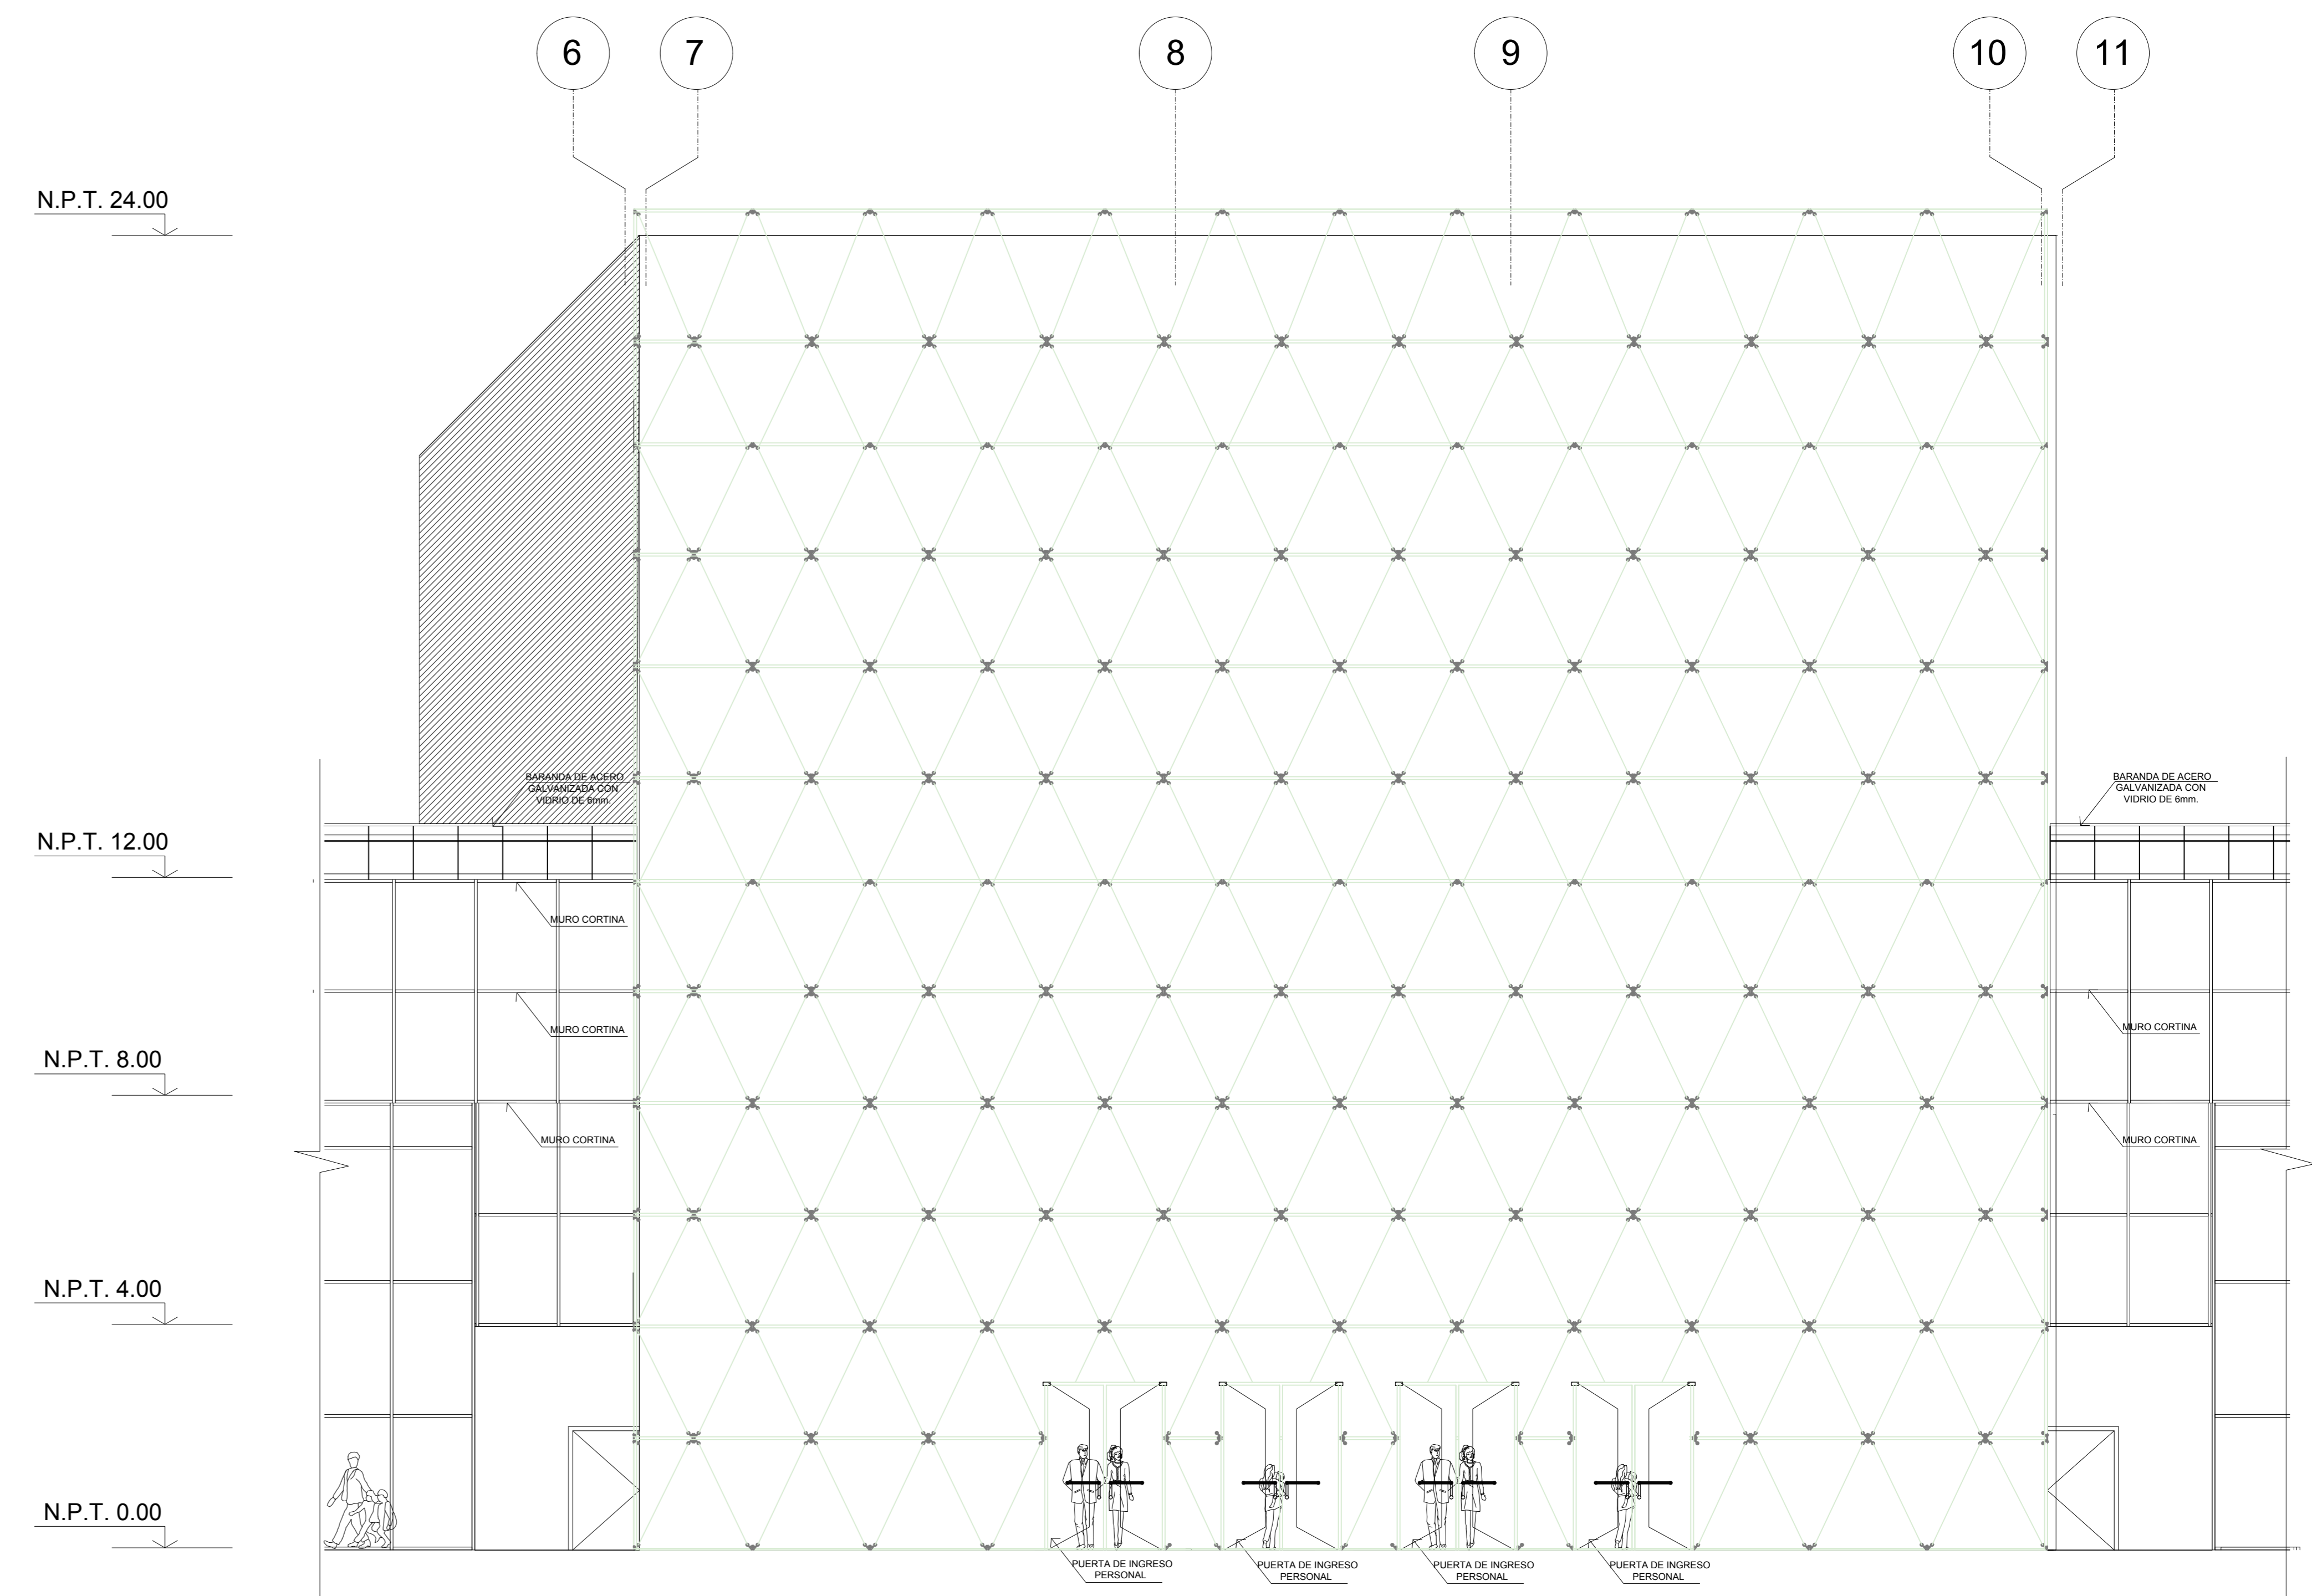 6
7
8
9
10
11
N.P.T. 24.00
BARANDA DE ACERO
GALVANIZADA CON
VIDRIO DE 6mm.
BARANDA DE ACERO
GALVANIZADA CON
VIDRIO DE 6mm.
N.P.T. 12.00
MURO CORTINA
MURO CORTINA
MURO CORTINA
N.P.T. 8.00
MURO CORTINA
MURO CORTINA
N.P.T. 4.00
N.P.T. 0.00
PUERTA DE INGRESO
PERSONAL
PUERTA DE INGRESO
PERSONAL
PUERTA DE INGRESO
PERSONAL
PUERTA DE INGRESO
PERSONAL